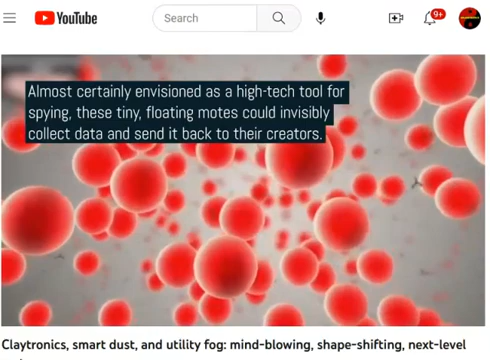 YouTube
Search
9+
Almost certainly envisioned as a high-tech tool for
spying, these tiny, floating motes could invisibly
collect data and send it back to their creators.
Claytronics, smart dust, and utility fog: mind-blowing, shape-shifting, next-level